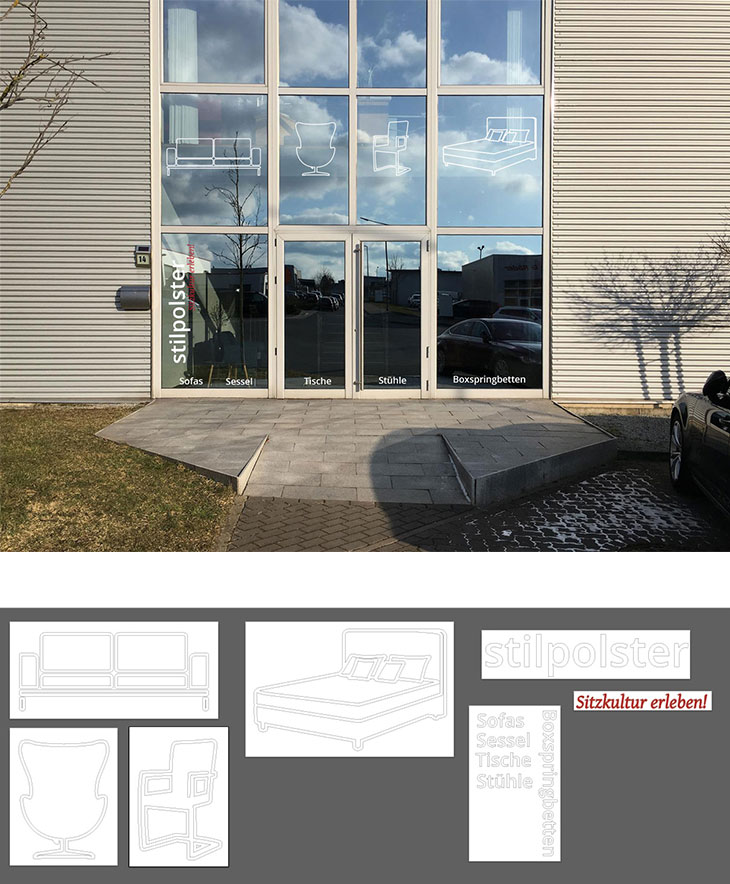 14
stilpolster
Sitzkultur erleben!
Sofas
Sessel
Tische
Stühle
Boxspringbetten
stilpolster
Sitzkultur erleben!
Sofas
Sessel
Tische
Stühle
Boxspringbetten